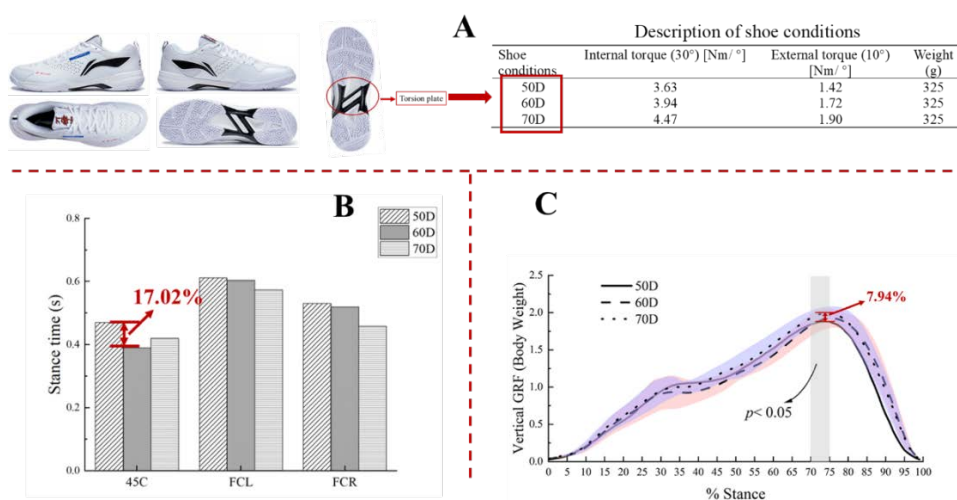 A
Description of shoe conditions
Shoe conditions Internal torque (30°) [Nm/ °] External torque (10°) [Nm/ °] Weight (g)
50D 3.63 1.42 325
60D 3.94 1.72 325
70D 4.47 1.90 325
Torsion plate
B
50D
60D
70D
17.02%
Stance time (s)
0.8
0.6
0.4
0.2
0.0
45C FCL FCR
C
50D
60D
70D
7.94%
p< 0.05
Vertical GRF (Body Weight)
2.5
2.0
1.5
1.0
0.5
0.0
0 5 10 15 20 25 30 35 40 45 50 55 60 65 70 75 80 85 90 95 100
% Stance